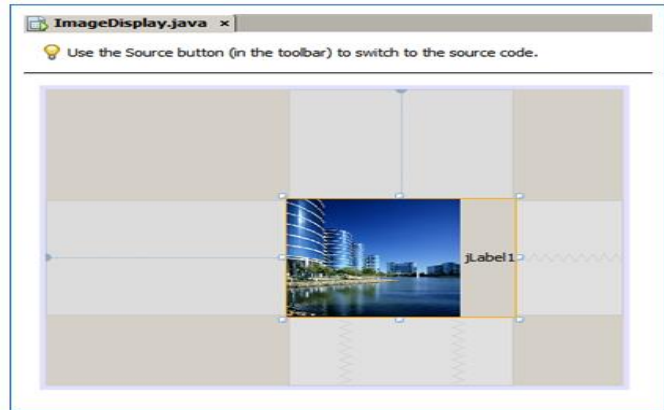 ImageDisplay.java ×
Use the Source button (in the toolbar) to switch to the source code.
jLabel1